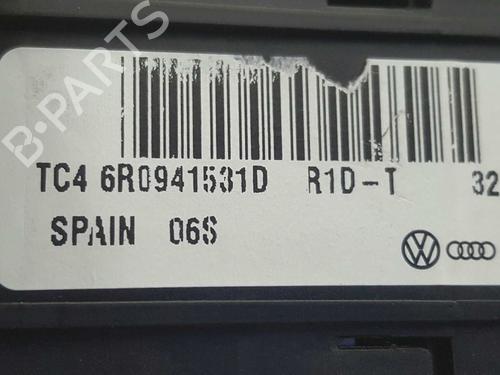 B-PARTS
TC4 6R0941531D R1D-T 32
SPAIN 06S